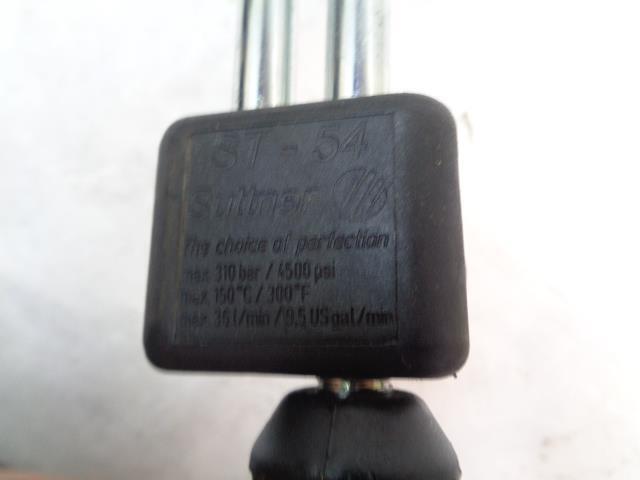 ST - 54
Suttner
The choice of perfection
max. 310 bar / 4500 psi
max. 150°C / 300°F
max. 36 l/min / 9,5 US gal/min